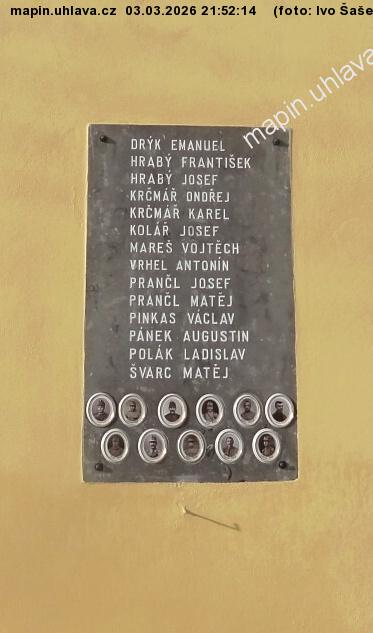 mapin.uhlava.cz 03.03.2026 21:52:14 (foto: Ivo Šaše
mapin.uhlava
DRÝK EMANUEL
HRABÝ FRANTIŠEK
HRABÝ JOSEF
KRČMÁŘ ONDŘEJ
KRČMÁŘ KAREL
KOLÁŘ JOSEF
MAREŠ VOJTĚCH
VRHEL ANTONÍN
PRANČL JOSEF
PRANČL MATĚJ
PINKAS VÁCLAV
PÁNEK AUGUSTIN
POLÁK LADISLAV
ŠVARC MATĚJ